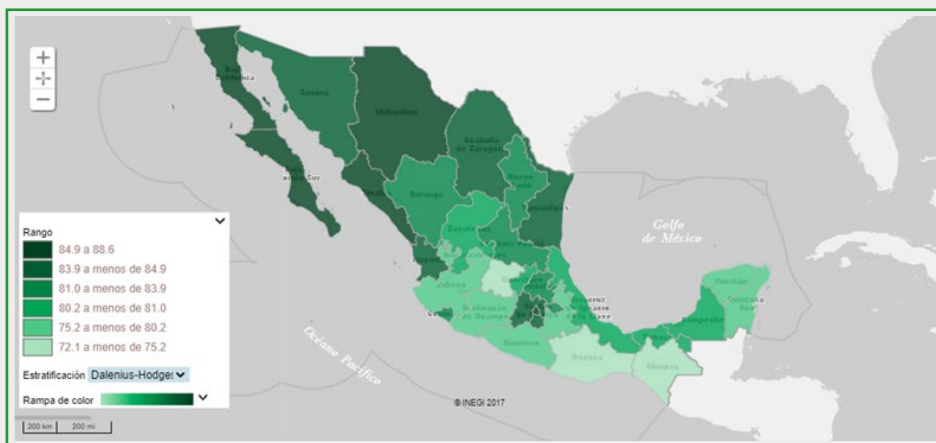 Baja
California
Sonora
Chihuahua
Coahuila
de Zaragoza
Nuevo
León
Durango
Tamaulipas
Zacatecas
Golfo
de México
Rango
84.9 a 88.6
83.9 a menos de 84.9
81.0 a menos de 83.9
80.2 a menos de 81.0
75.2 a menos de 80.2
72.1 a menos de 75.2
Estratificación Dalenius-Hodges
Rampa de color
Océano Pacífico
Jalisco
Michoacán
de Ocampo
Guerrero
Oaxaca
Chiapas
Yucatán
Quintana
Roo
Campeche
© INEGI 2017
200 km 200 mi